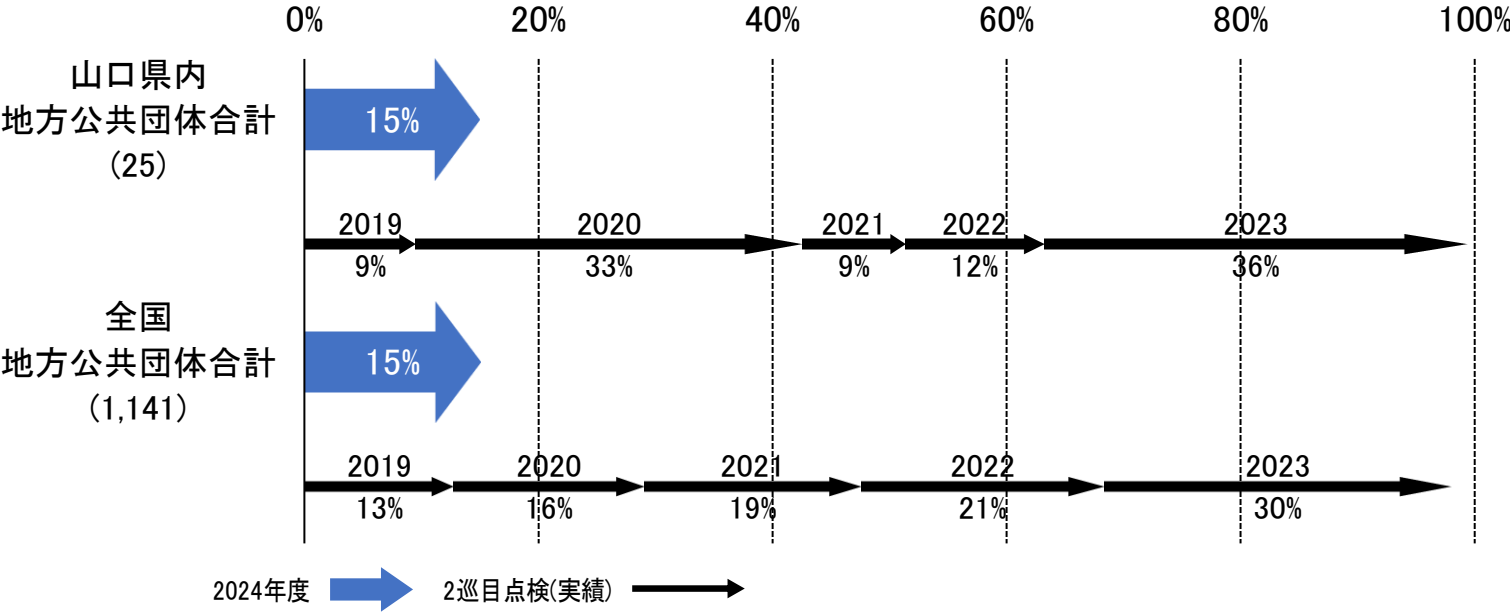 0% 20% 40% 60% 80% 100%
山口県内
地方公共団体合計
(25)
15%
2019 2020 2021 2022 2023
9% 33% 9% 12% 36%
全国
地方公共団体合計
(1,141)
15%
2019 2020 2021 2022 2023
13% 16% 19% 21% 30%
2024年度 2巡目点検(実績)